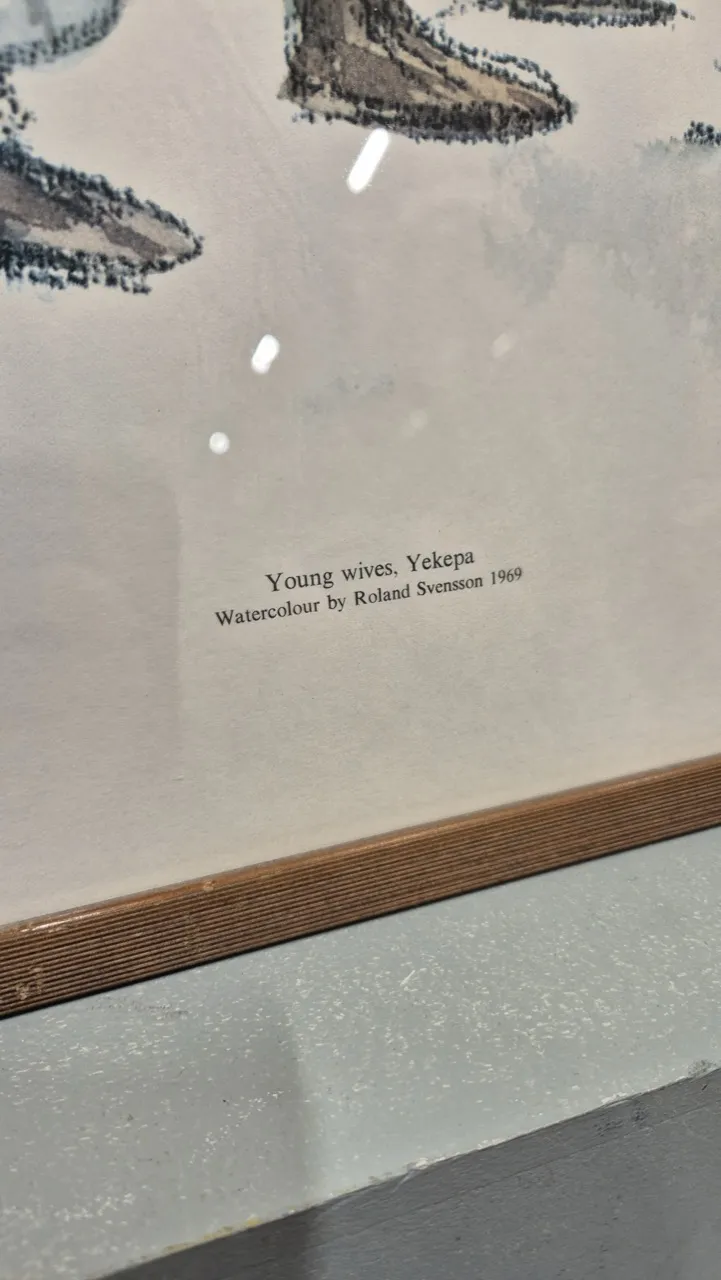 Young wives, Yekepa
Watercolour by Roland Svensson 1969